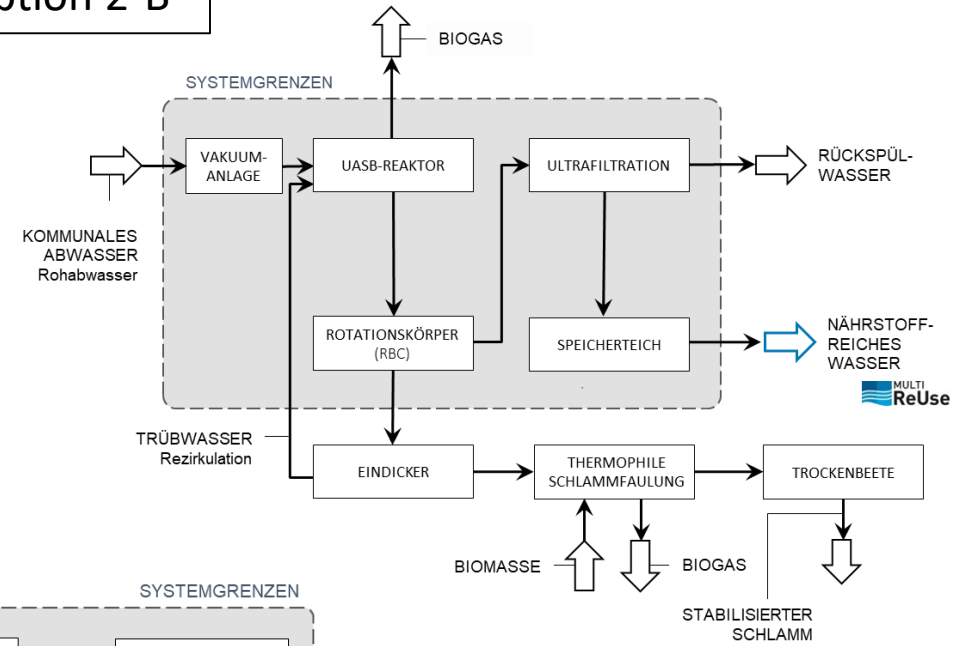 ption 2-B
BIOGAS
SYSTEMGRENZEN
VAKUUM-
ANLAGE
UASB-REAKTOR
ULTRAFILTRATION
RÜCKSPÜL-
WASSER
KOMMUNALES
ABWASSER
Rohabwasser
ROTATIONSKÖRPER
(RBC)
SPEICHERTEICH
NÄHRSTOFF-
REICHES
WASSER
MULTI
ReUse
TRÜBWASSER
Rezirkulation
EINDICKER
THERMOPHILE
SCHLAMMFAULUNG
TROCKENBEETE
BIOMASSE
BIOGAS
STABILISIERTER
SCHLAMM
SYSTEMGRENZEN